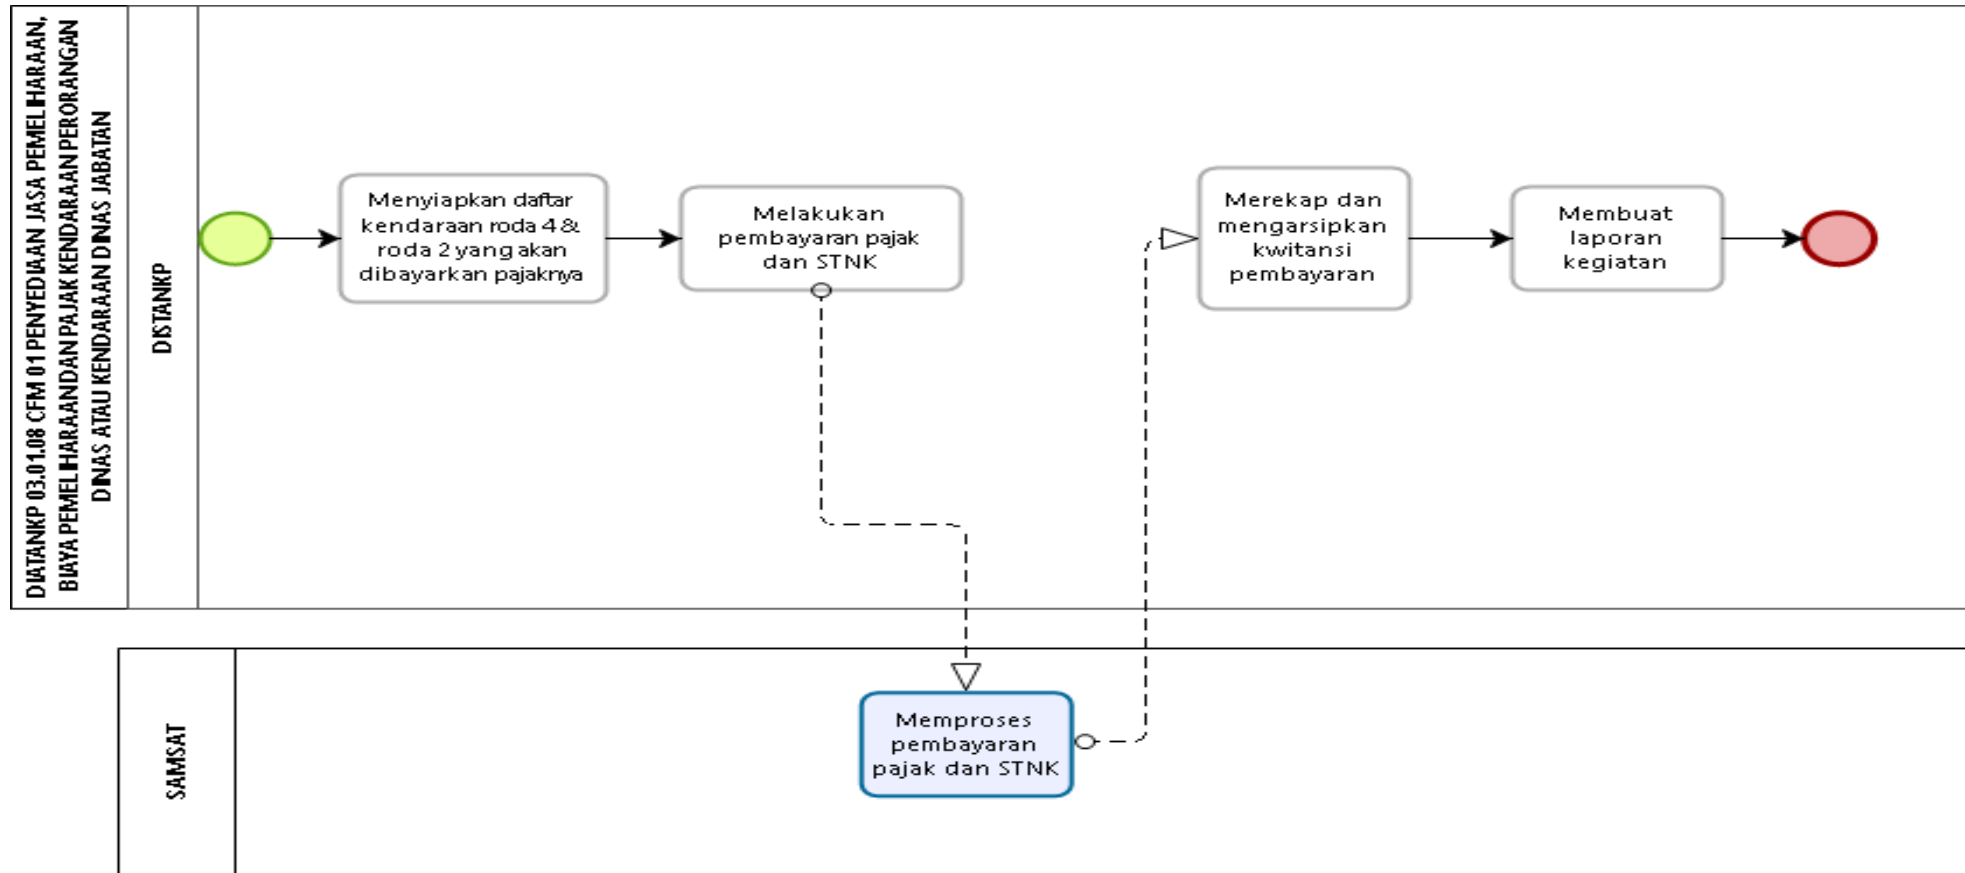 DIATANKP 03.01.08 CFM 01 PENYEDIAAN JASA PEMELIHARAAN,
BIAYA PEMELIHARAAN DAN PAJAK KENDARAAN PERORANGAN
DINAS ATAU KENDARAAN DINAS JABATAN
DISTANKP
Menyiapkan daftar
kendaraan roda 4 &
roda 2 yang akan
dibayarkan pajaknya
Melakukan
pembayaran pajak
dan STNK
Merekap dan
mengarsipkan
kwitansi
pembayaran
Membuat
laporan
kegiatan
SAMSAT
Memproses
pembayaran
pajak dan STNK